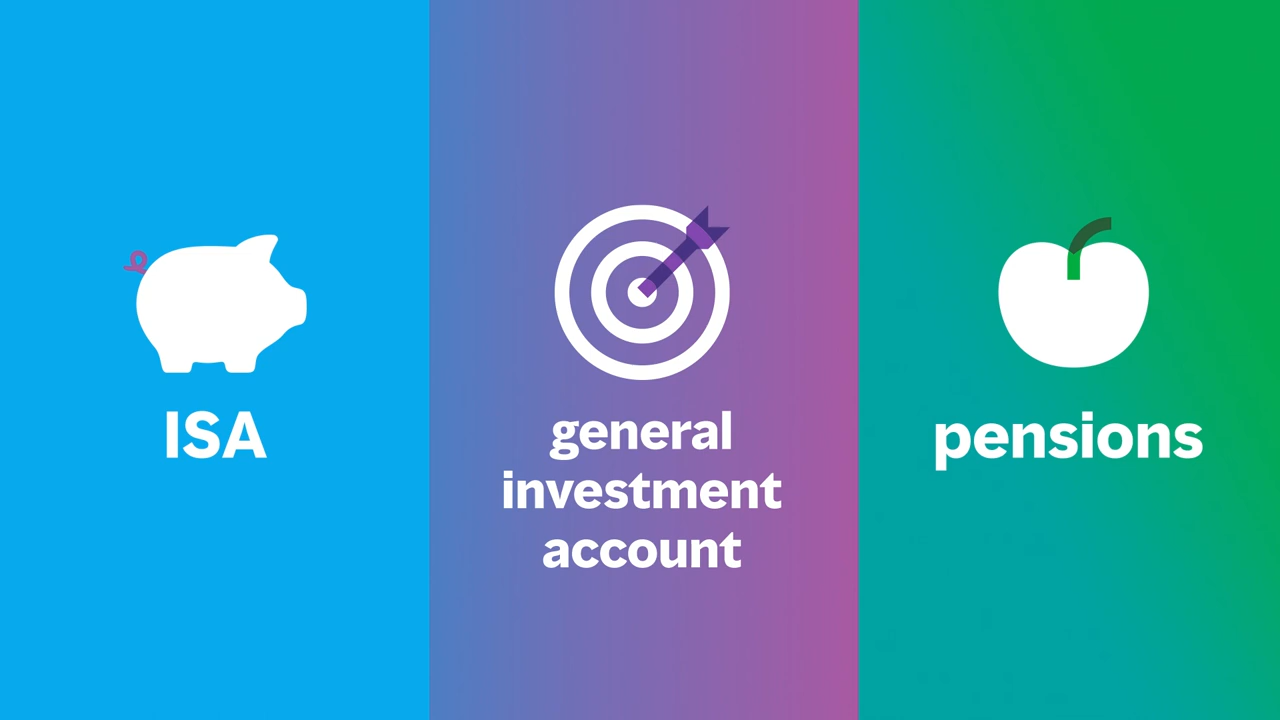 ISA
general
investment
account
pensions